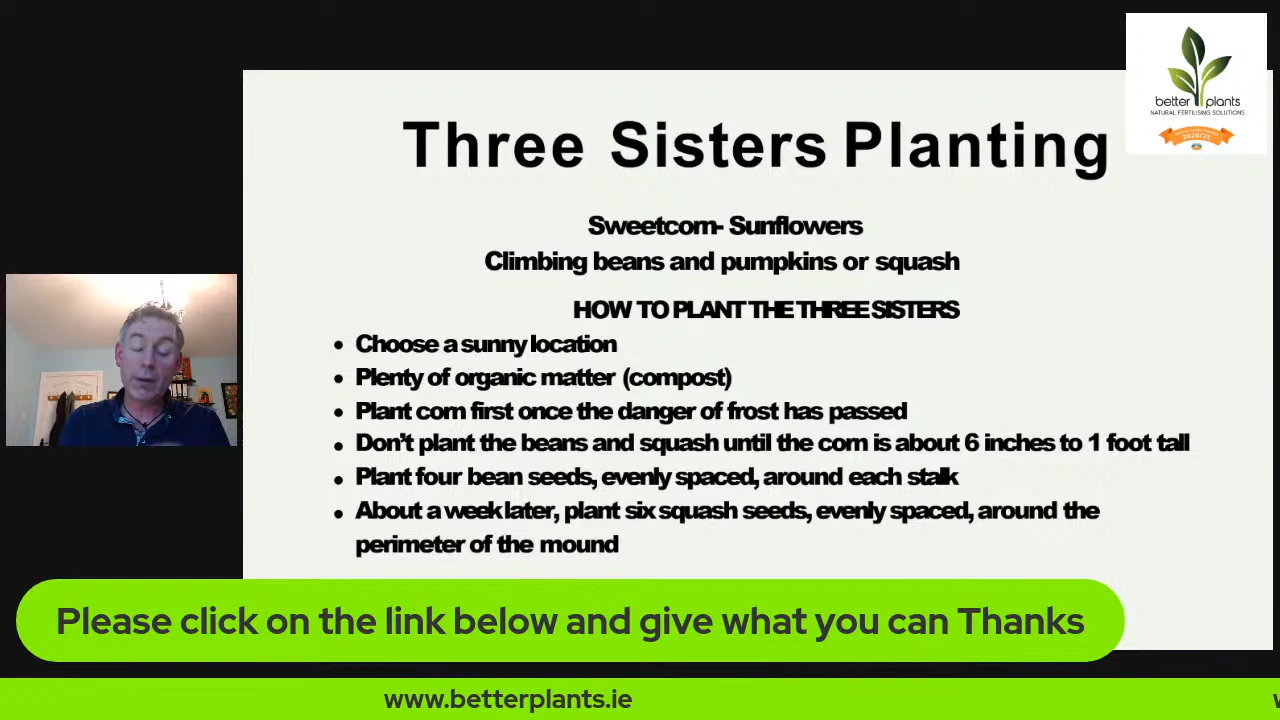 better plants
NATURAL FERTILISING SOLUTIONS
2020/21
Three Sisters Planting
Sweetcorn- Sunflowers
Climbing beans and pumpkins or squash
HOW TO PLANT THE THREE SISTERS
• Choose a sunny location
• Plenty of organic matter (compost)
• Plant corn first once the danger of frost has passed
• Don't plant the beans and squash until the corn is about 6 inches to 1 foot tall
• Plant four bean seeds, evenly spaced, around each stalk
• About a week later, plant six squash seeds, evenly spaced, around the
perimeter of the mound
Please click on the link below and give what you can Thanks
www.betterplants.ie